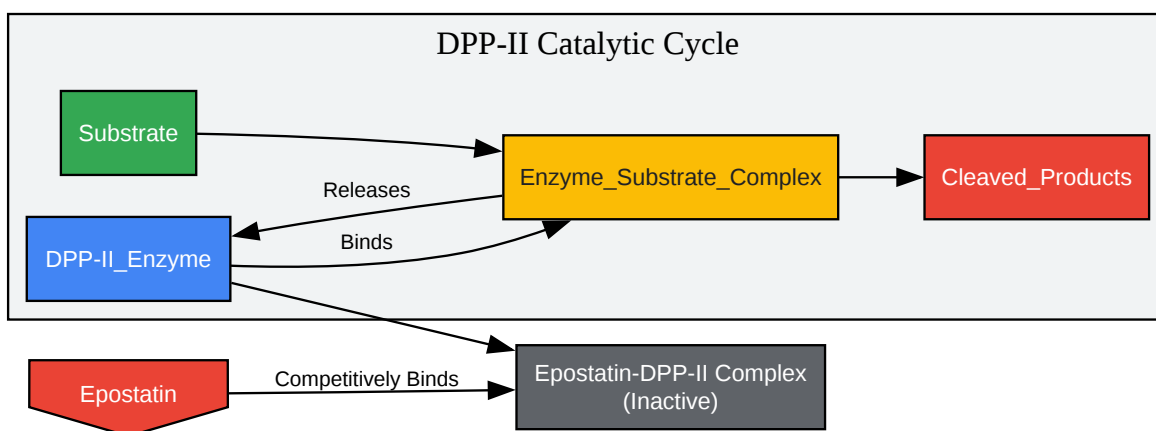 DPP-II Catalytic Cycle
Substrate
Enzyme_Substrate_Complex
Cleaved_Products
Releases
Binds
DPP-II_Enzyme
Epostatin
Competitively Binds
Epostatin-DPP-II Complex
(Inactive)